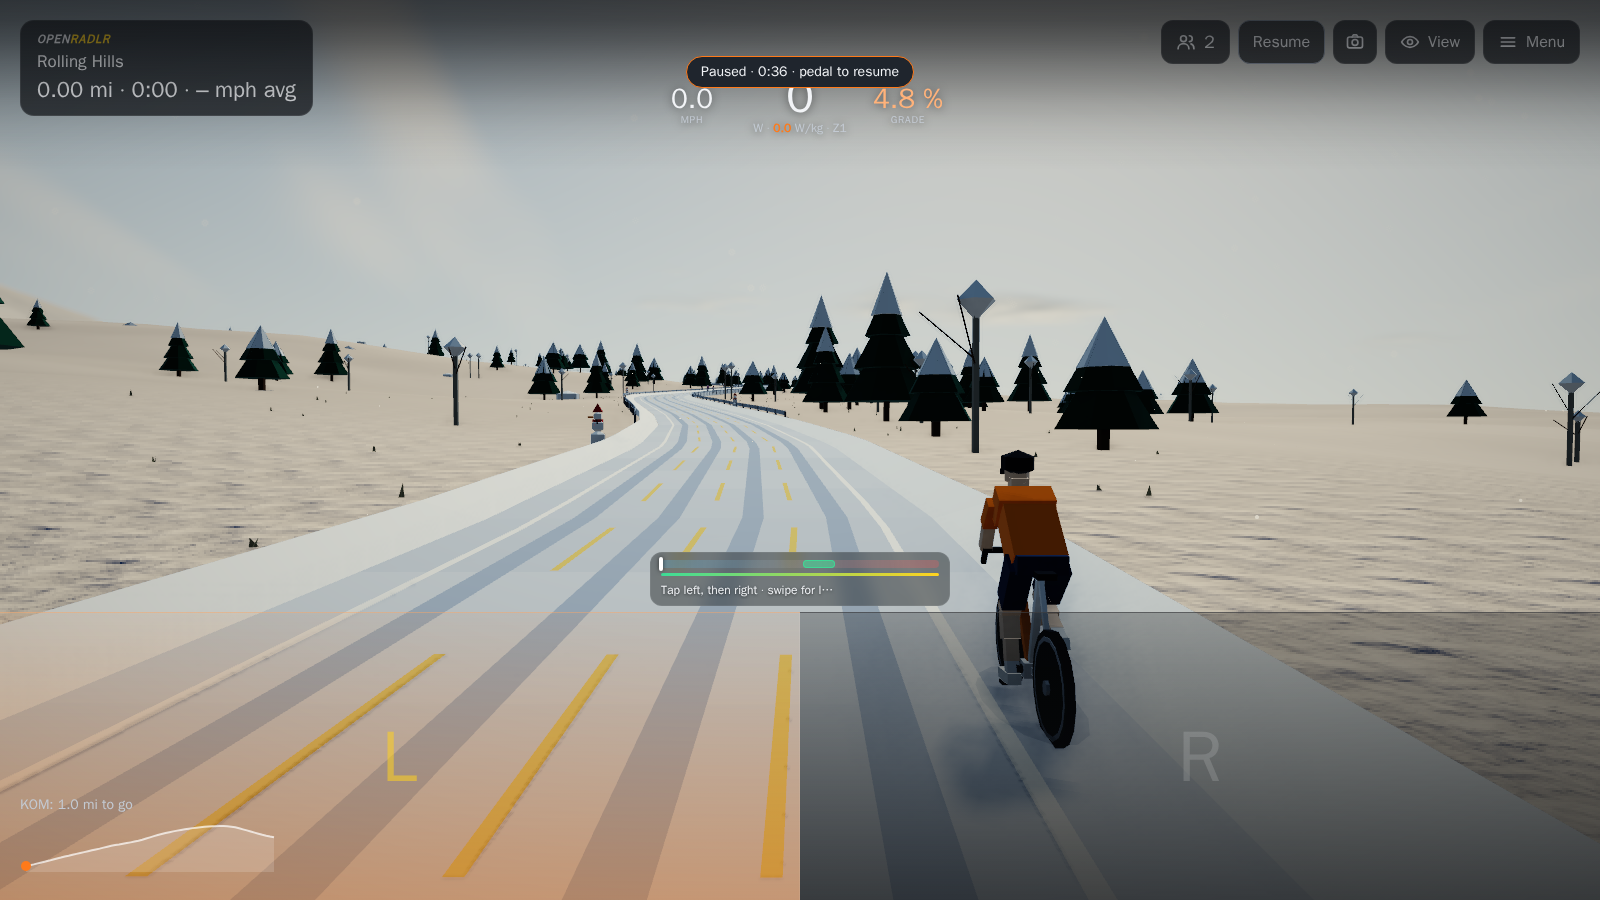 OPENRADLR
Rolling Hills
0.00 mi · 0:00 · – mph avg
Paused · 0:36 · pedal to resume
0.0
MPH
0
W · 0.0 W/kg · Z1
4.8 %
GRADE
2
Resume
View
Menu
Tap left, then right · swipe for l···
L
R
KOM: 1.0 mi to go